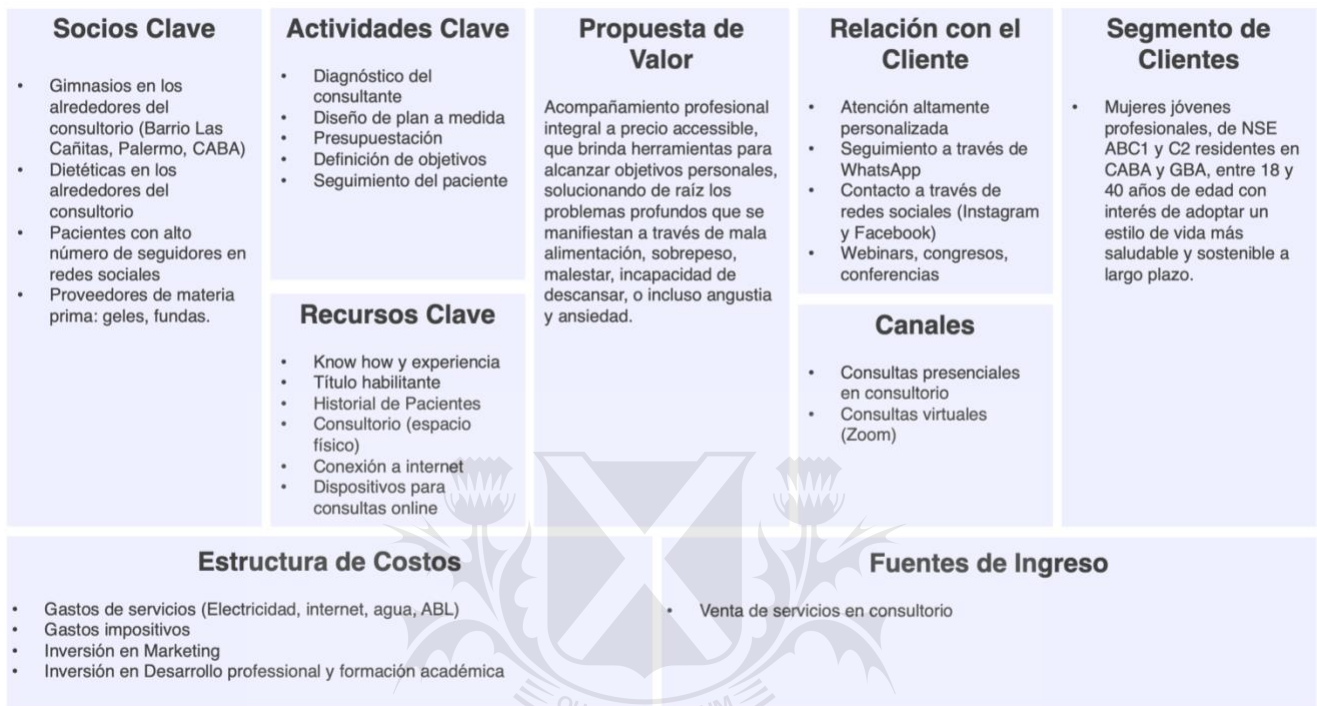 Socios Clave
• Gimnasios en los
alrededores del
consultorio (Barrio Las
Cañitas, Palermo, CABA)
• Dietéticas en los
alrededores del
consultorio
• Pacientes con alto
número de seguidores en
redes sociales
• Proveedores de materia
prima: geles, fundas.
Actividades Clave
• Diagnóstico del
consultante
• Diseño de plan a medida
• Presupuestación
• Definición de objetivos
• Seguimiento del paciente
Recursos Clave
• Know how y experiencia
• Título habilitante
• Historial de Pacientes
• Consultorio (espacio
físico)
• Conexión a internet
• Dispositivos para
consultas online
Propuesta de
Valor
Acompañamiento profesional
integral a precio accessible,
que brinda herramientas para
alcanzar objetivos personales,
solucionando de raíz los
problemas profundos que se
manifiestan a través de mala
alimentación, sobrepeso,
malestar, incapacidad de
descansar, o incluso angustia
y ansiedad.
Relación con el
Cliente
• Atención altamente
personalizada
• Seguimiento a través de
WhatsApp
• Contacto a través de
redes sociales (Instagram
y Facebook)
• Webinars, congresos,
conferencias
Canales
• Consultas presenciales
en consultorio
• Consultas virtuales
(Zoom)
Segmento de
Clientes
• Mujeres jóvenes
profesionales, de NSE
ABC1 y C2 residentes en
CABA y GBA, entre 18 y
40 años de edad con
interés de adoptar un
estilo de vida más
saludable y sostenible a
largo plazo.
Estructura de Costos
• Gastos de servicios (Electricidad, internet, agua, ABL)
• Gastos impositivos
• Inversión en Marketing
• Inversión en Desarrollo professional y formación académica
Fuentes de Ingreso
• Venta de servicios en consultorio